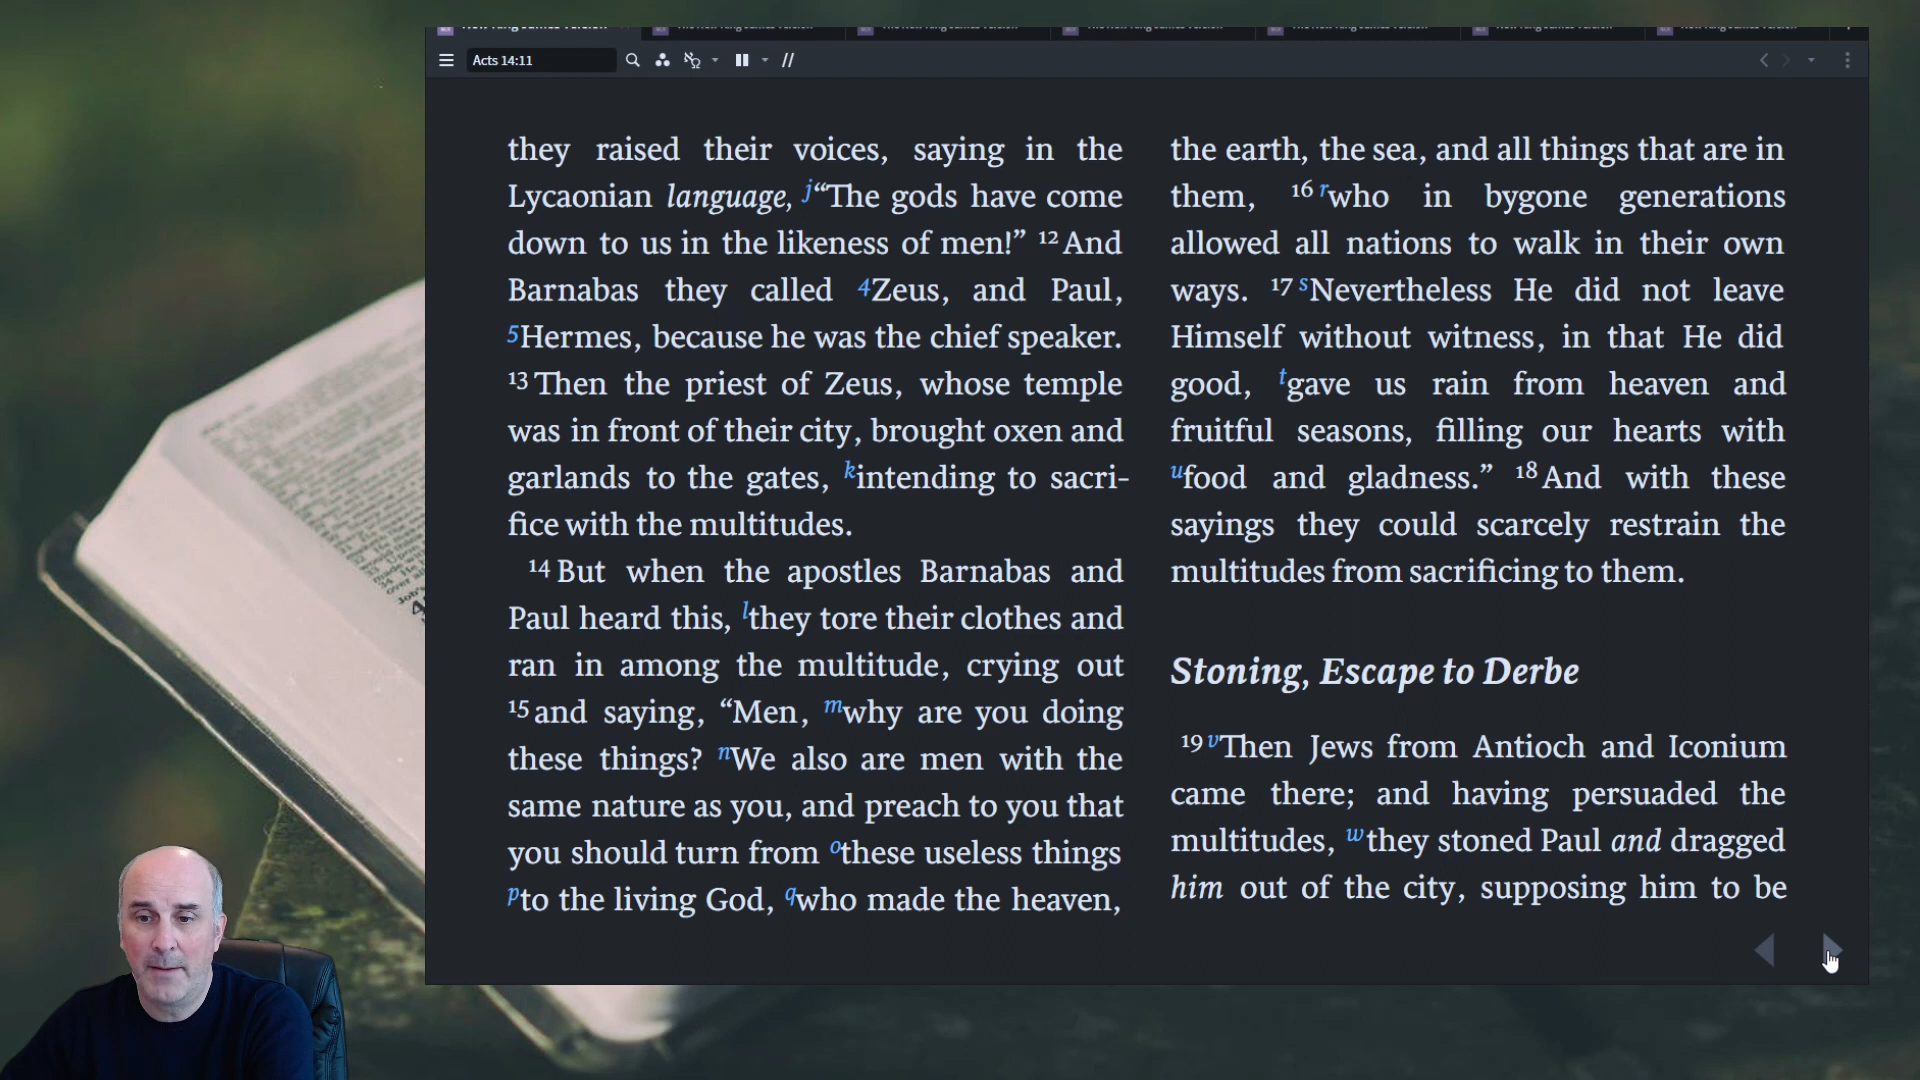 New King James Version
Acts 14:11
they raised their voices, saying in the
Lycaonian language, j“The gods have come
down to us in the likeness of men!” 12 And
Barnabas they called 4Zeus, and Paul,
5Hermes, because he was the chief speaker.
13 Then the priest of Zeus, whose temple
was in front of their city, brought oxen and
garlands to the gates, kintending to sacri-
fice with the multitudes.
14 But when the apostles Barnabas and
Paul heard this, lthey tore their clothes and
ran in among the multitude, crying out
15 and saying, “Men, mwhy are you doing
these things? nWe also are men with the
same nature as you, and preach to you that
you should turn from othese useless things
pto the living God, qwho made the heaven,
the earth, the sea, and all things that are in
them, 16 rwho in bygone generations
allowed all nations to walk in their own
ways. 17 sNevertheless He did not leave
Himself without witness, in that He did
good, tgave us rain from heaven and
fruitful seasons, filling our hearts with
ufood and gladness.” 18 And with these
sayings they could scarcely restrain the
multitudes from sacrificing to them.
Stoning, Escape to Derbe
19 vThen Jews from Antioch and Iconium
came there; and having persuaded the
multitudes, wthey stoned Paul and dragged
him out of the city, supposing him to be